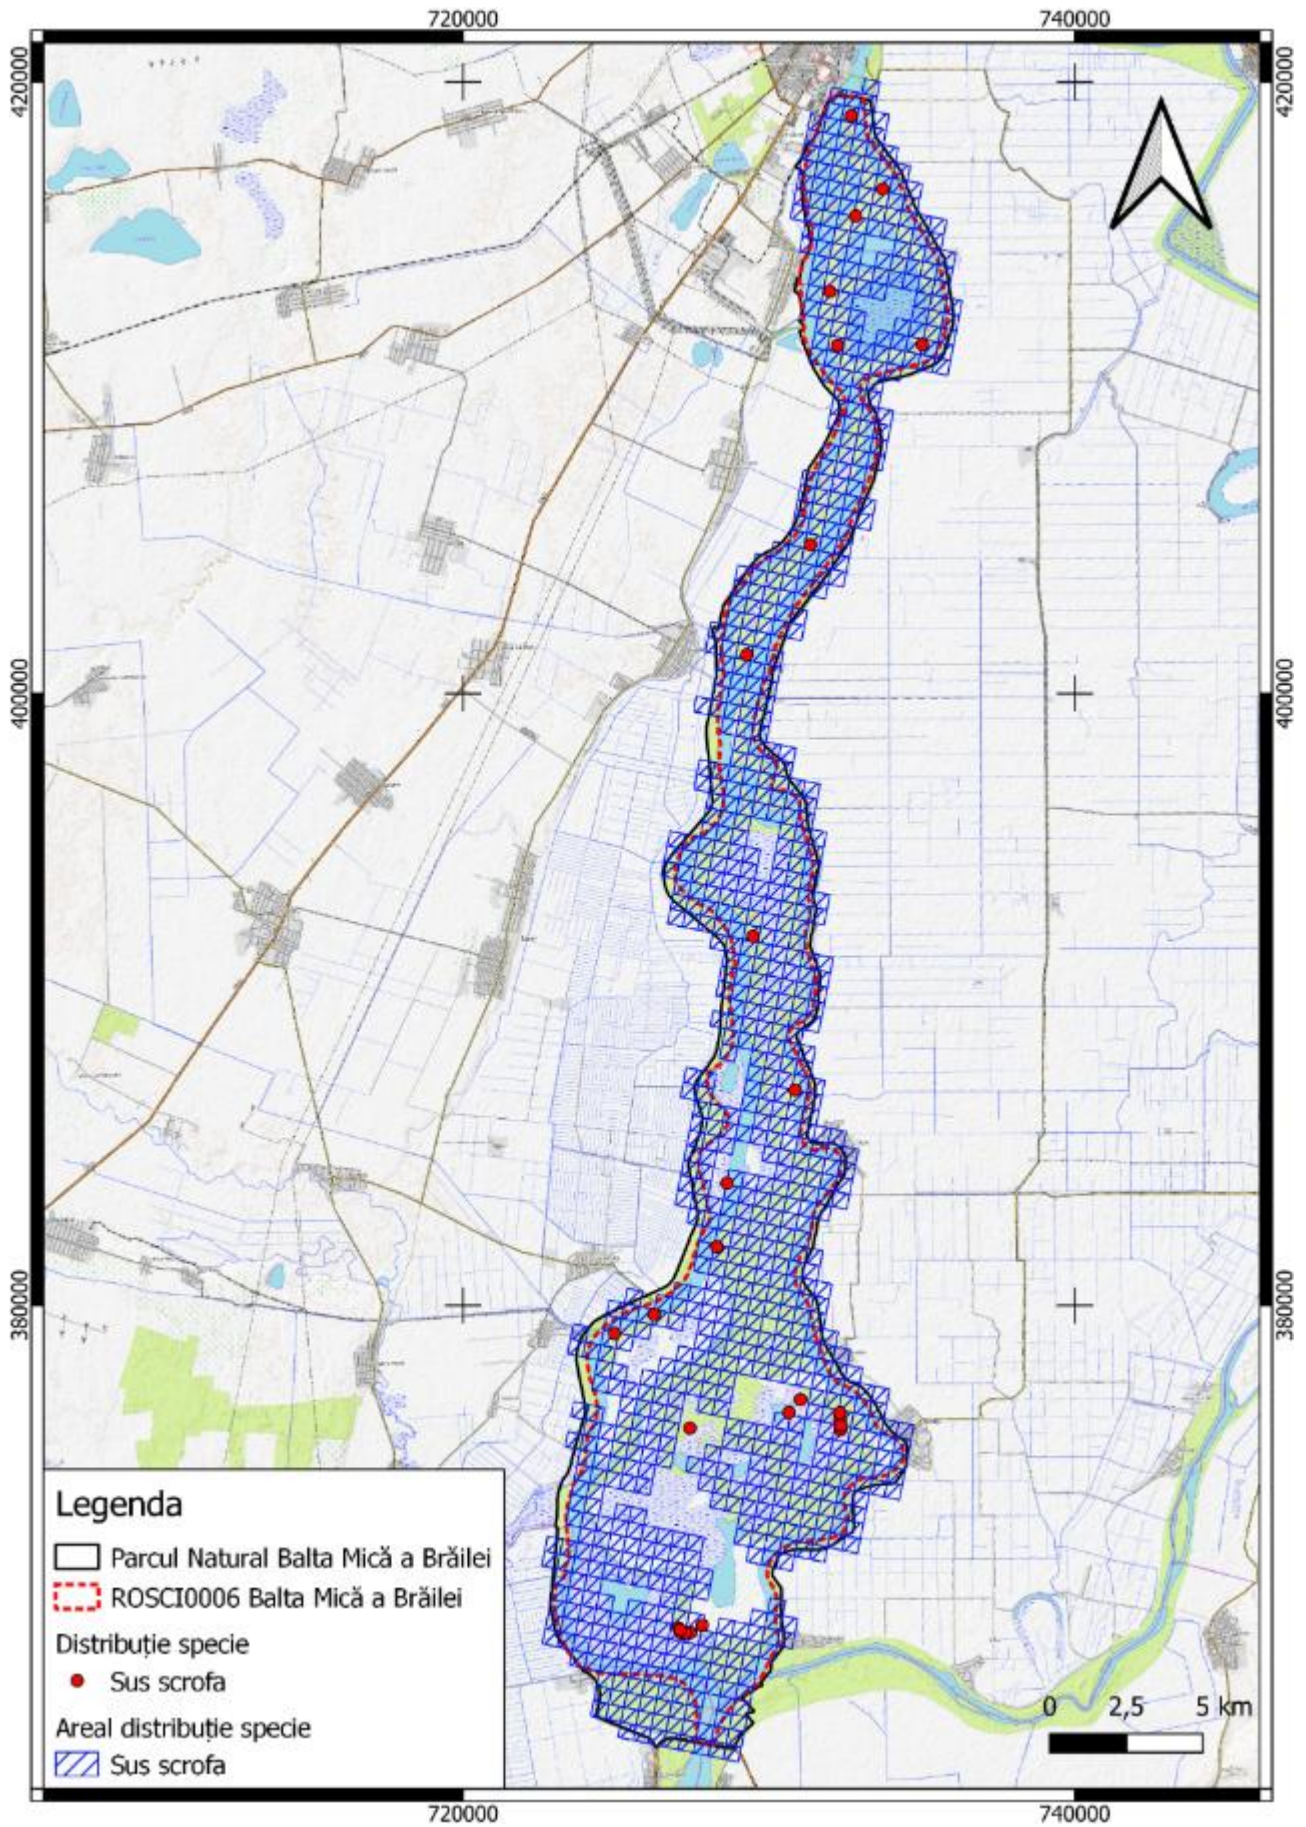 720000
740000
420000
420000
400000
400000
380000
380000
Legenda
Parcul Natural Balta Mică a Brăilei
ROSCI0006 Balta Mică a Brăilei
Distribuție specie
Sus scrofa
Areal distribuție specie
Sus scrofa
0 2,5 5 km
720000
740000